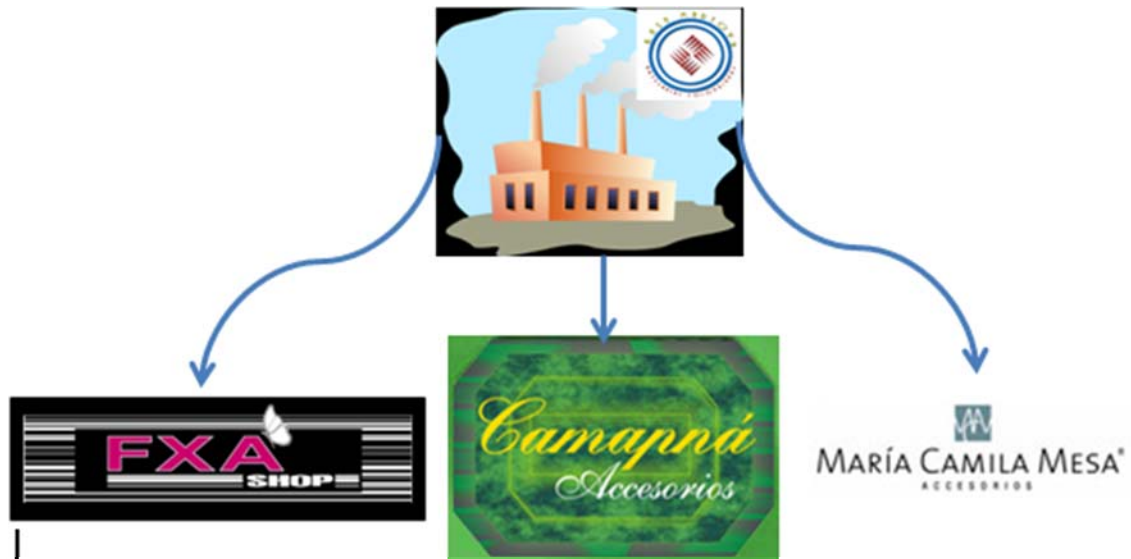 FXA
SHOP
Camapná
Accesorios
MARÍA CAMILA MESA®
ACCESORIOS